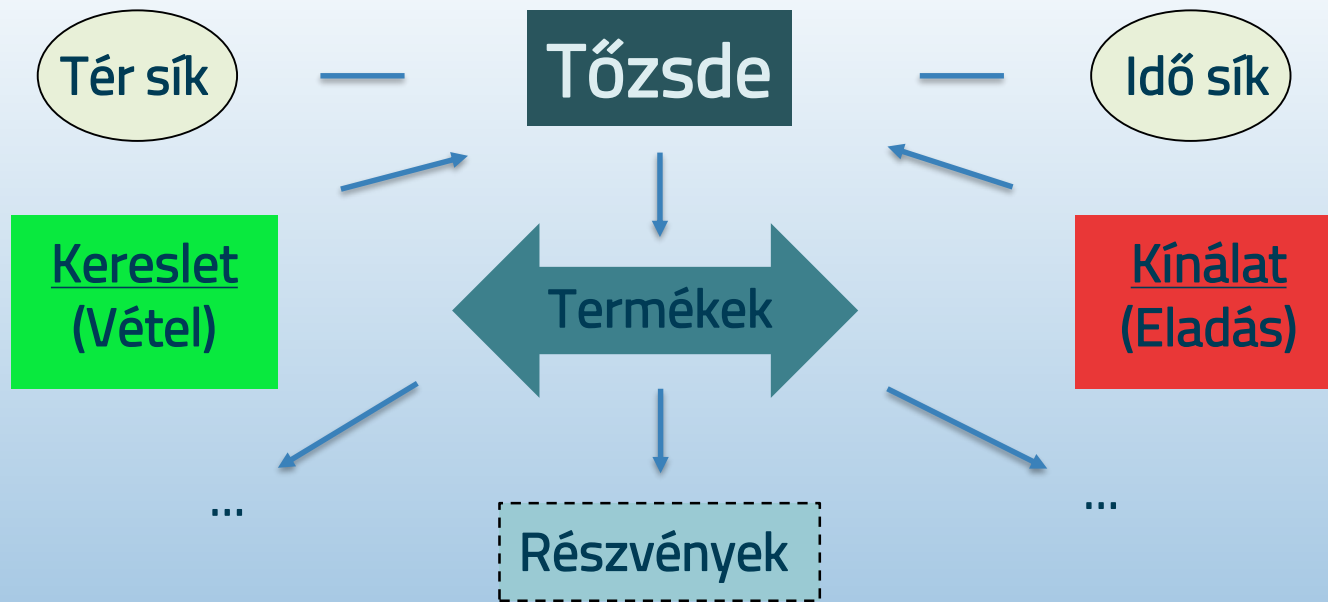 Tér sík
Tőzsde
Idő sík
Kereslet
(Vétel)
Termékek
Kínálat
(Eladás)
...
Részvények
...